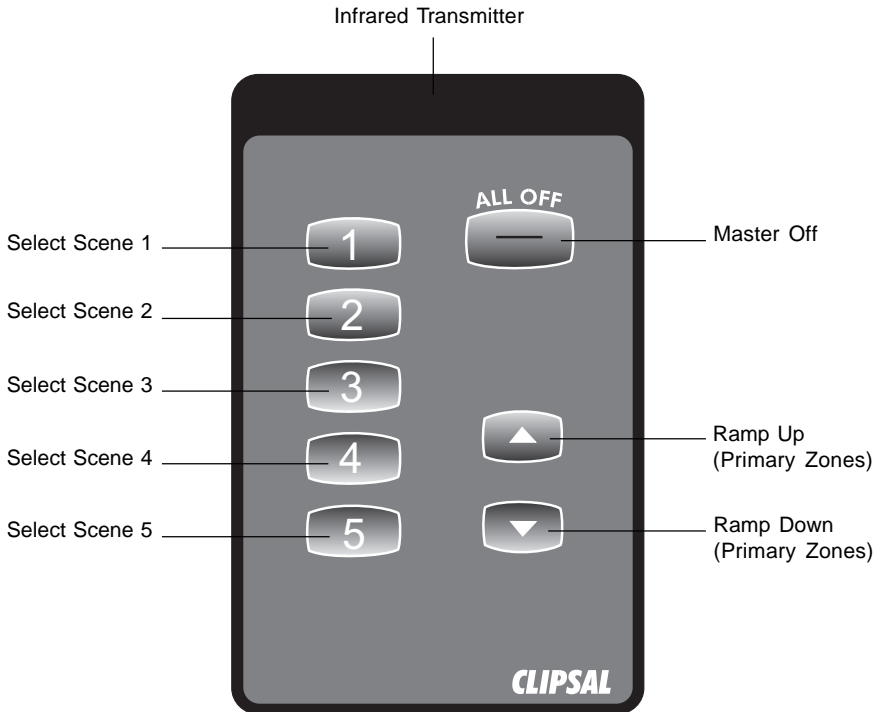 Infrared Transmitter
ALL OFF
Select Scene 1
1
Master Off
Select Scene 2
2
Select Scene 3
3
Select Scene 4
4
Ramp Up
(Primary Zones)
Select Scene 5
5
Ramp Down
(Primary Zones)
CLIPSAL